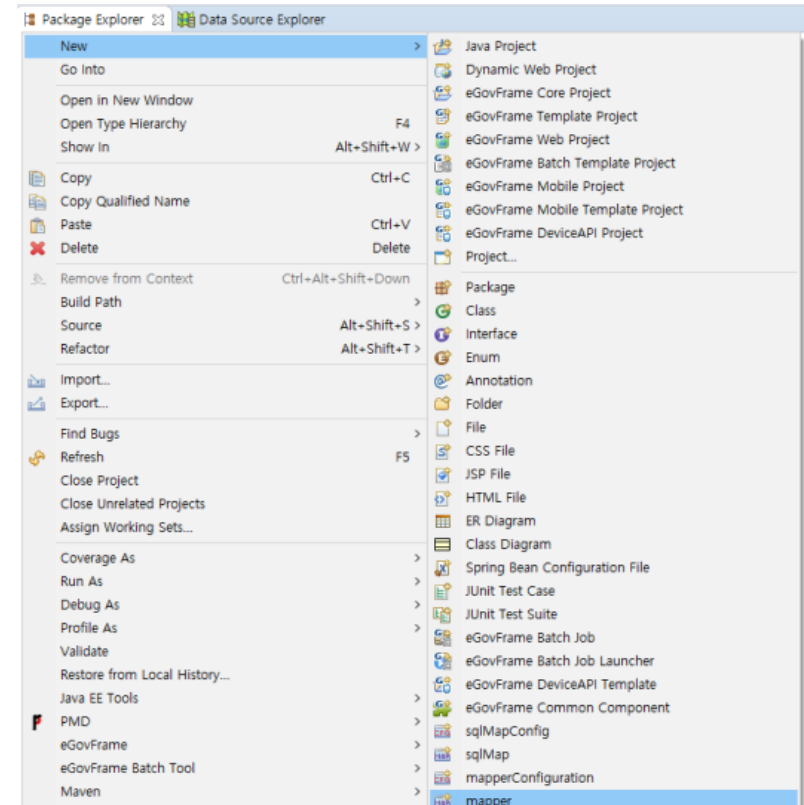 Package Explorer
Data Source Explorer
New >
Go Into
Open in New Window
Open Type Hierarchy F4
Show In Alt+Shift+W >
Copy Ctrl+C
Copy Qualified Name
Paste Ctrl+V
Delete Delete
Remove from Context Ctrl+Alt+Shift+Down
Build Path >
Source Alt+Shift+S >
Refactor Alt+Shift+T >
Import...
Export...
Find Bugs >
Refresh F5
Close Project
Close Unrelated Projects
Assign Working Sets...
Coverage As >
Run As >
Debug As >
Profile As >
Validate
Restore from Local History...
Java EE Tools >
PMD >
eGovFrame >
eGovFrame Batch Tool >
Maven >
Java Project
Dynamic Web Project
eGovFrame Core Project
eGovFrame Template Project
eGovFrame Web Project
eGovFrame Batch Template Project
eGovFrame Mobile Project
eGovFrame Mobile Template Project
eGovFrame DeviceAPI Project
Project...
Package
Class
Interface
Enum
Annotation
Folder
File
CSS File
JSP File
HTML File
ER Diagram
Class Diagram
Spring Bean Configuration File
JUnit Test Case
JUnit Test Suite
eGovFrame Batch Job
eGovFrame Batch Job Launcher
eGovFrame DeviceAPI Template
eGovFrame Common Component
sqlMapConfig
sqlMap
mapperConfiguration
mapper